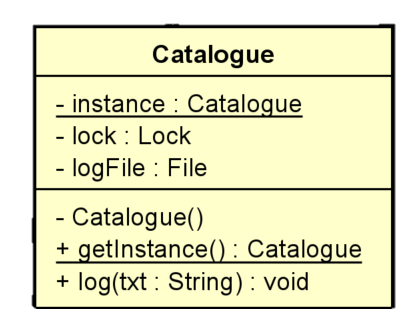 Catalogue
- instance : Catalogue
- lock : Lock
- logFile : File
- Catalogue()
+ getInstance() : Catalogue
+ log(txt : String) : void